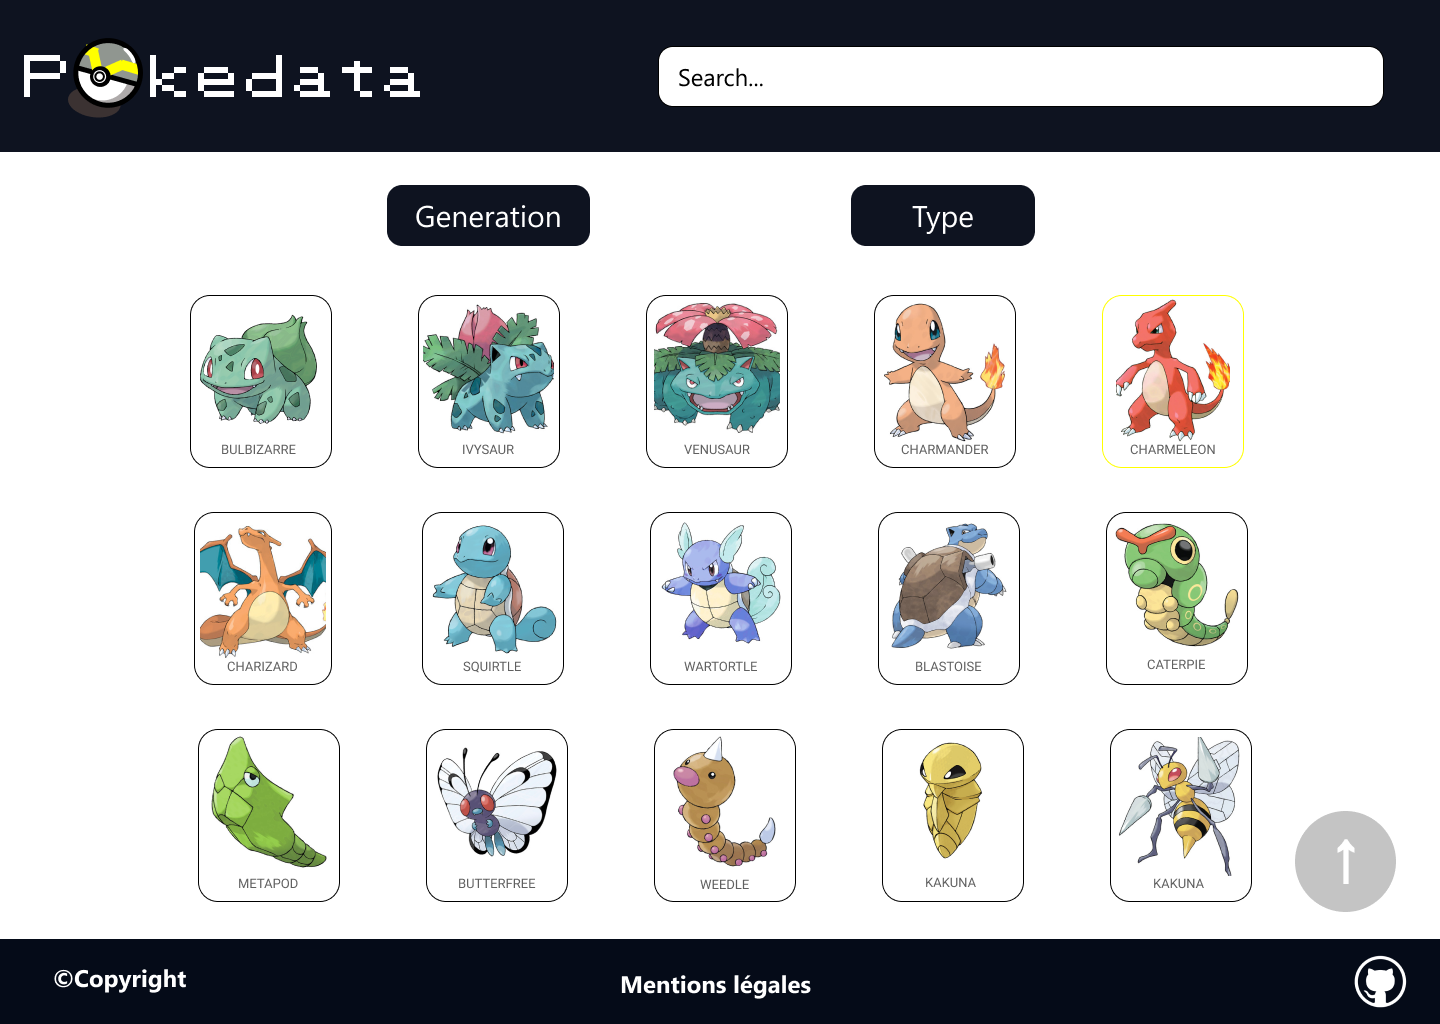 Pokedata
Search...
Generation
Type
BULBIZARRE
IVYSAUR
VENUSAUR
CHARMANDER
CHARMELEON
CHARIZARD
SQUIRTLE
WARTORTLE
BLASTOISE
CATERPIE
METAPOD
BUTTERFREE
WEEDLE
KAKUNA
KAKUNA
©Copyright
Mentions légales